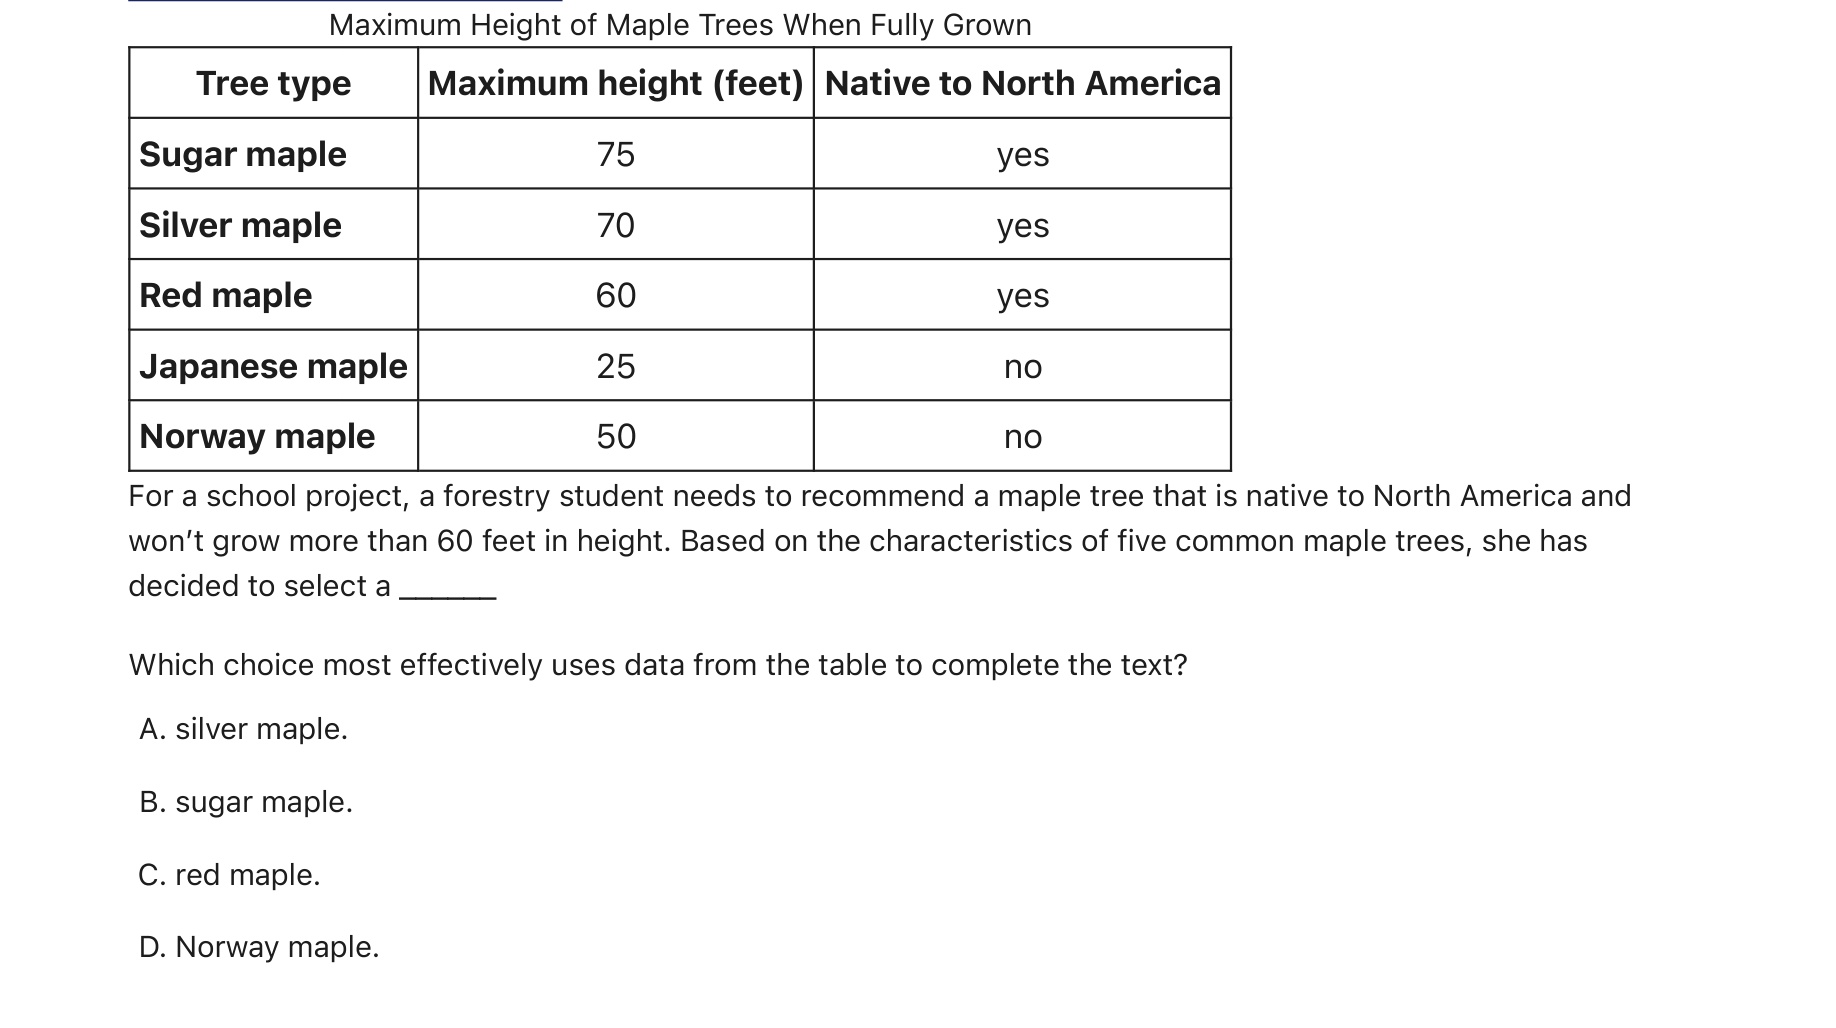 Maximum Height of Maple Trees When Fully Grown
Tree type Maximum height (feet) Native to North America
Sugar maple 75 yes
Silver maple 70 yes
Red maple 60 yes
Japanese maple 25 no
Norway maple 50 no
For a school project, a forestry student needs to recommend a maple tree that is native to North America and
won’t grow more than 60 feet in height. Based on the characteristics of five common maple trees, she has
decided to select a ______
Which choice most effectively uses data from the table to complete the text?
A. silver maple.
B. sugar maple.
C. red maple.
D. Norway maple.